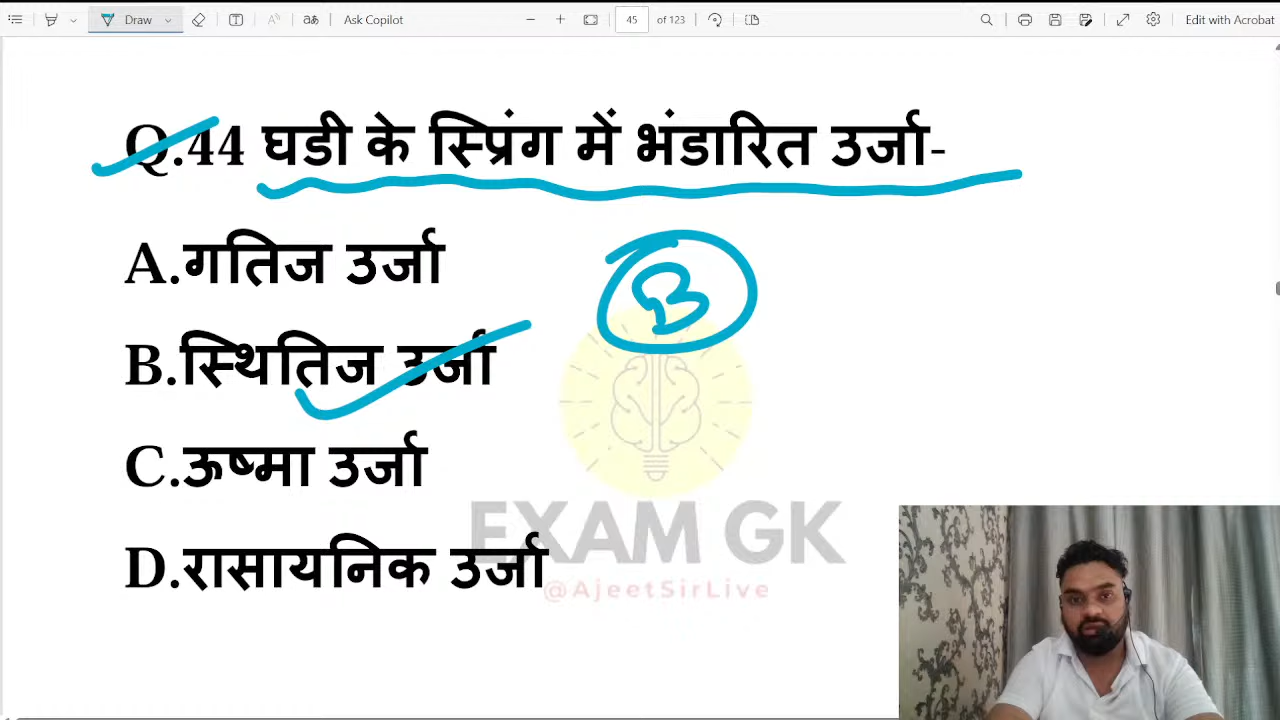 Draw
Ask Copilot
45 of 123
Edit with Acrobat
Q.44 घडी के स्प्रिंग में भंडारित उर्जा-
A.गतिज उर्जा
B
B.स्थितिज उर्जा
C.ऊष्मा उर्जा
D.रासायनिक उर्जा
EXAM GK
@AjeetSirLive